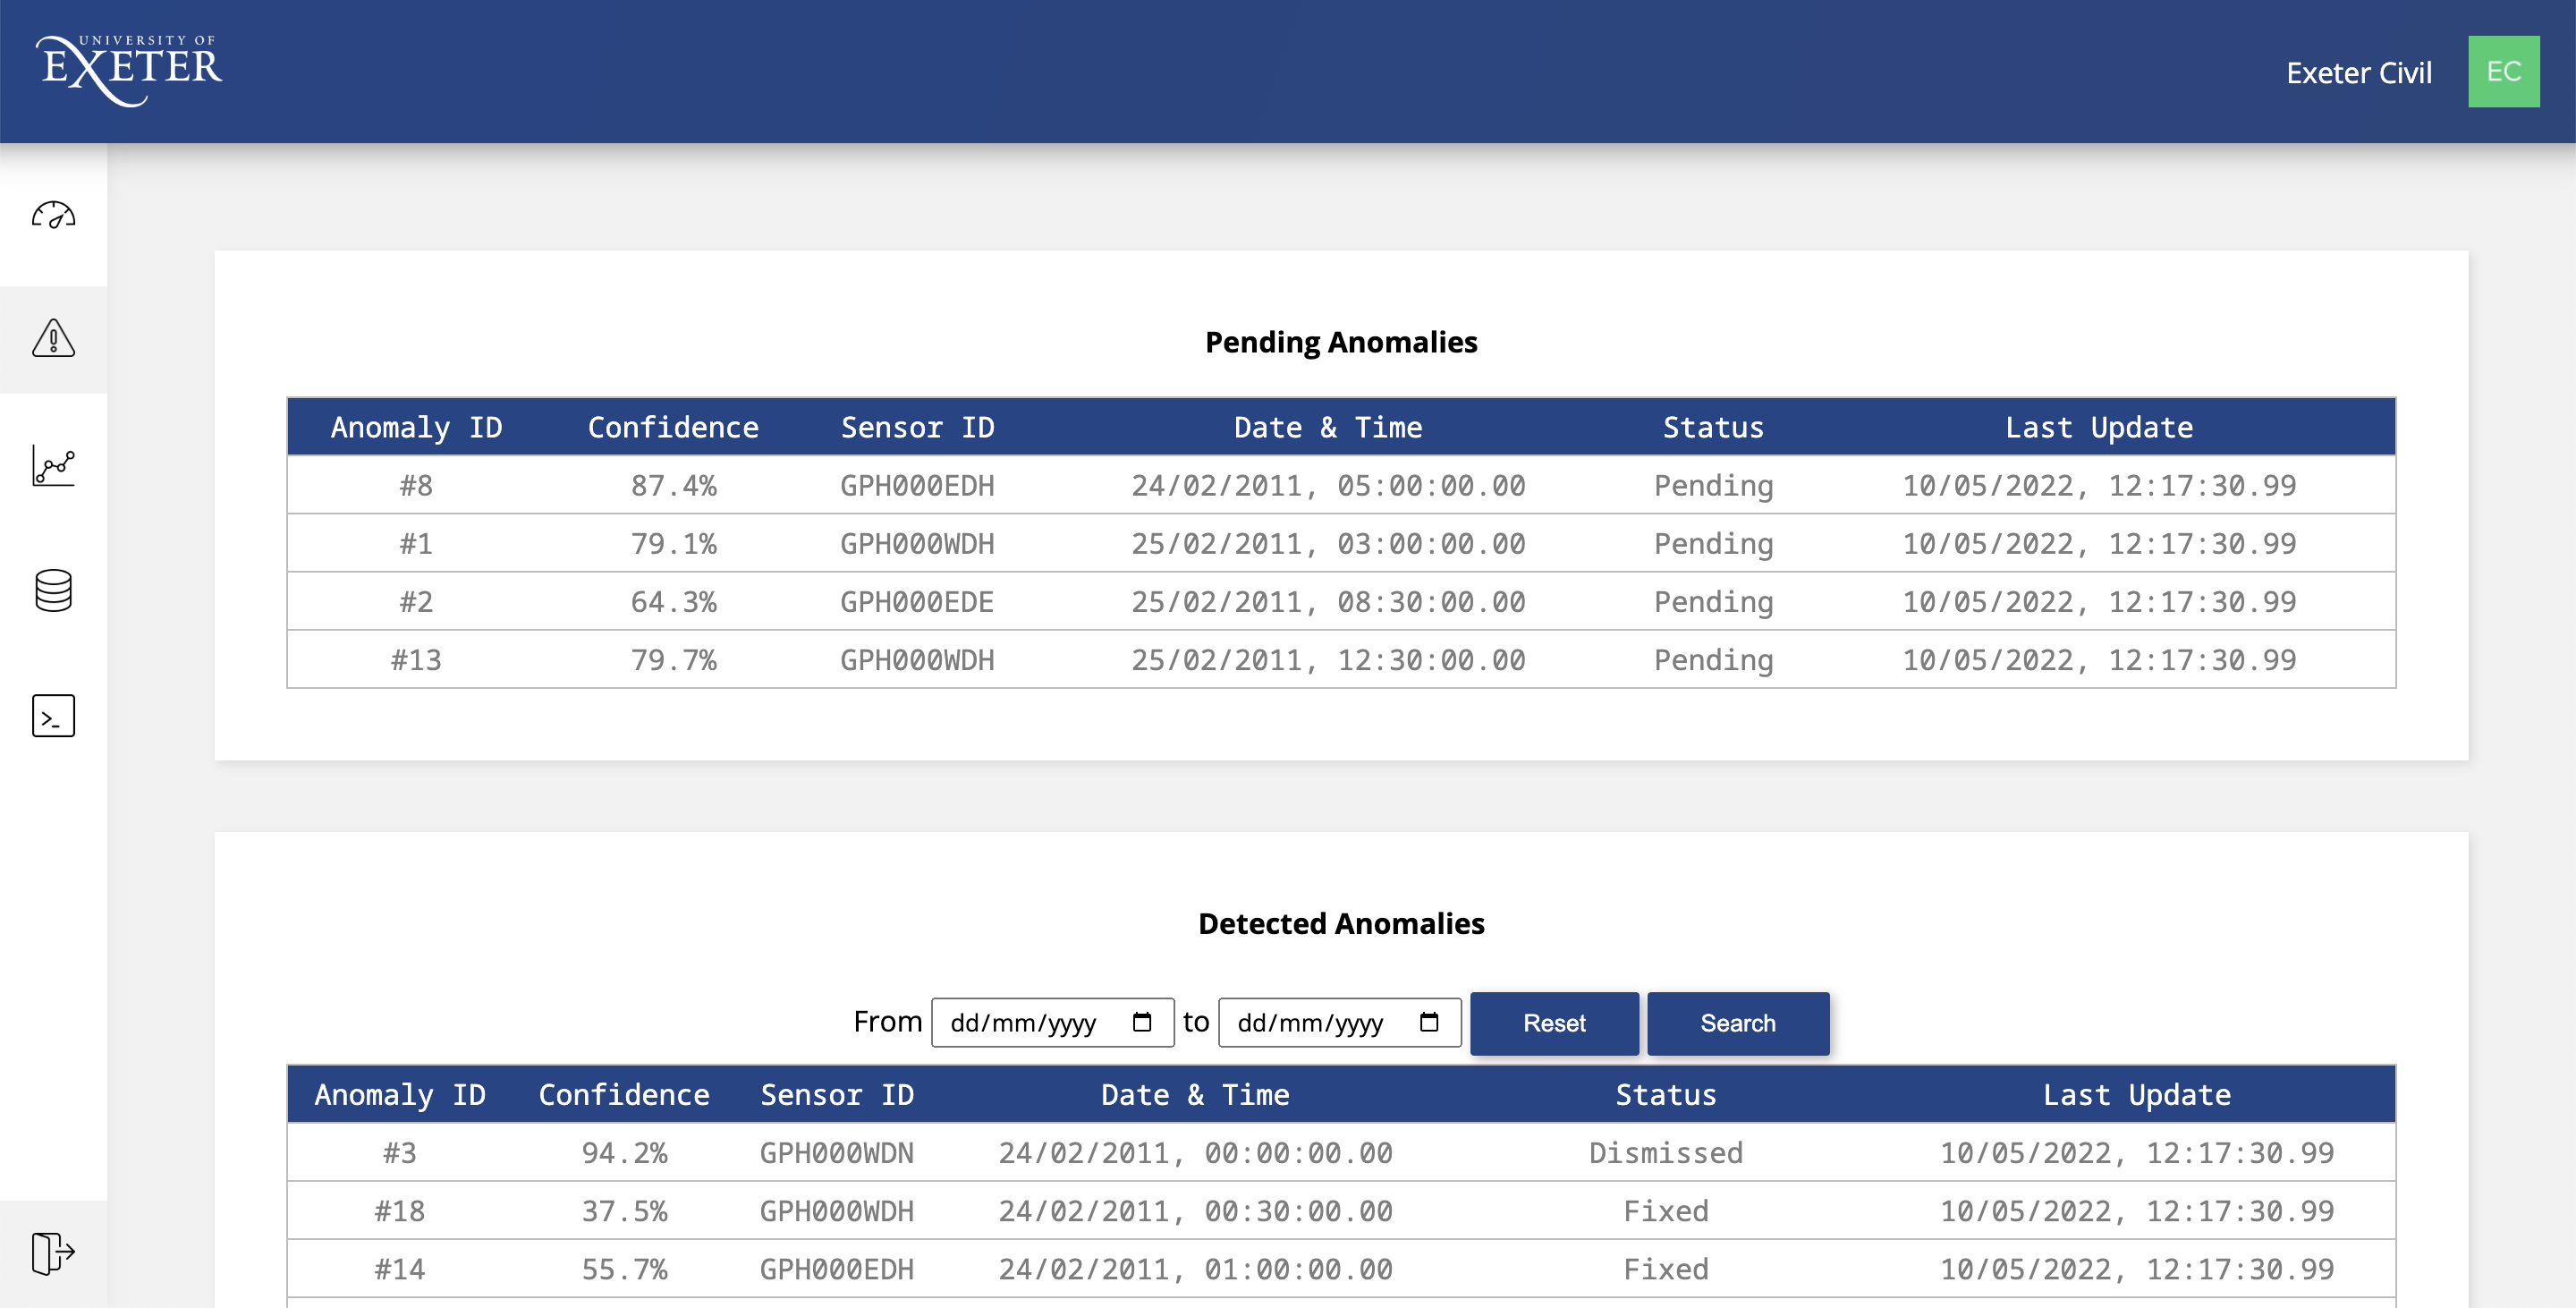 UNIVERSITY OF
EXETER
Exeter Civil
EC
Pending Anomalies
Anomaly ID Confidence Sensor ID Date & Time Status Last Update
#8 87.4% GPH000EDH 24/02/2011, 05:00:00.00 Pending 10/05/2022, 12:17:30.99
#1 79.1% GPH000WDH 25/02/2011, 03:00:00.00 Pending 10/05/2022, 12:17:30.99
#2 64.3% GPH000EDE 25/02/2011, 08:30:00.00 Pending 10/05/2022, 12:17:30.99
#13 79.7% GPH000WDH 25/02/2011, 12:30:00.00 Pending 10/05/2022, 12:17:30.99
Detected Anomalies
From dd/mm/yyyy to dd/mm/yyyy Reset Search
Anomaly ID Confidence Sensor ID Date & Time Status Last Update
#3 94.2% GPH000WDN 24/02/2011, 00:00:00.00 Dismissed 10/05/2022, 12:17:30.99
#18 37.5% GPH000WDH 24/02/2011, 00:30:00.00 Fixed 10/05/2022, 12:17:30.99
#14 55.7% GPH000EDH 24/02/2011, 01:00:00.00 Fixed 10/05/2022, 12:17:30.99